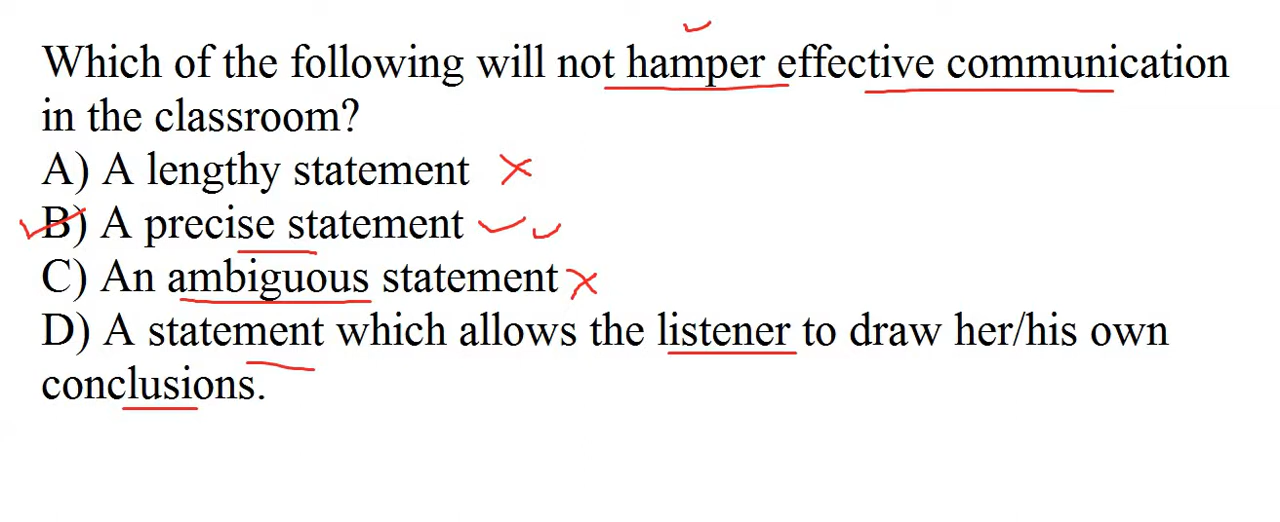 Which of the following will not hamper effective communication
in the classroom?
A) A lengthy statement
B) A precise statement
C) An ambiguous statement
D) A statement which allows the listener to draw her/his own
conclusions.